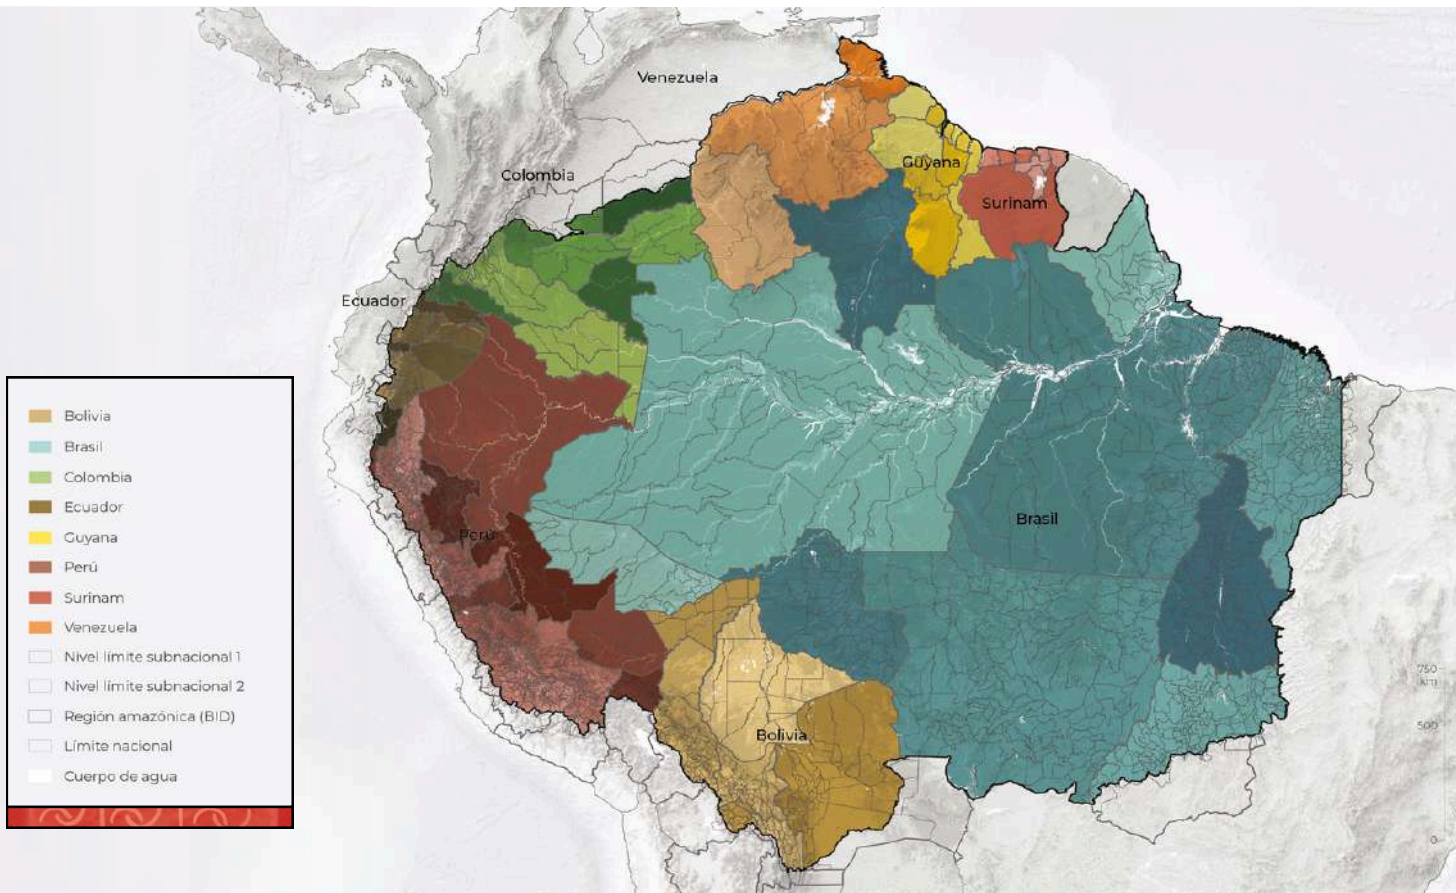 Venezuela
Guyana
Colombia
Surinam
Ecuador
Brasil
Perú
Bolivia
Bolivia
Brasil
Colombia
Ecuador
Guyana
Perú
Surinam
Venezuela
Nivel límite subnacional 1
Nivel límite subnacional 2
Región amazónica (BID)
Límite nacional
Cuerpo de agua
750
km
500
0